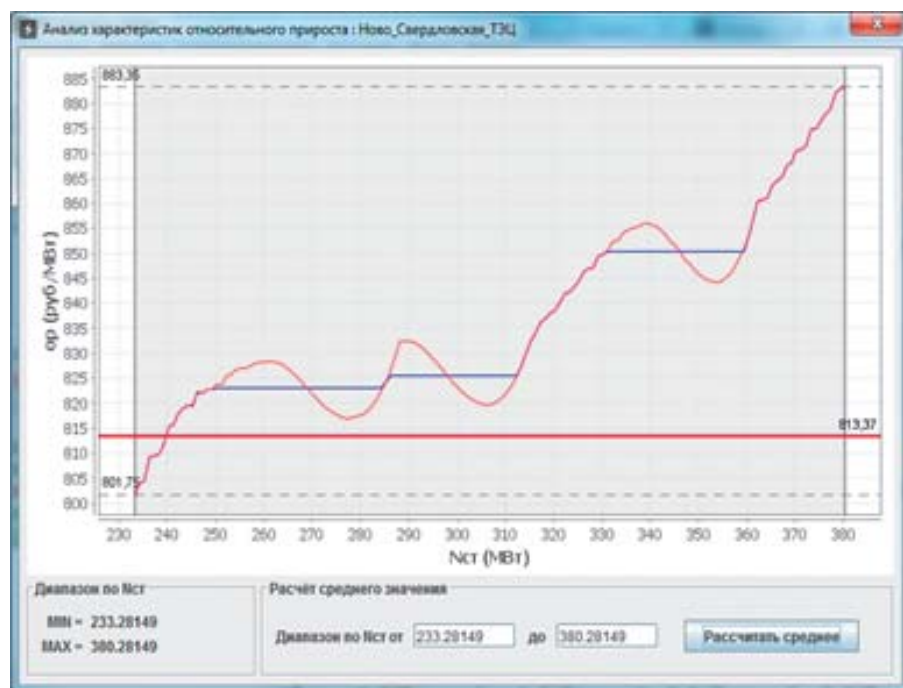 Анализ характеристик относительного прироста : Ново_Свердловская_ТЭЦ
x
883,35
885
880
875
870
865
860
855
850
845
840
835
830
825
820
815
813,37
810
805
801,75
800
ор (руб/МВт)
230 240 250 260 270 280 290 300 310 320 330 340 350 360 370 380
Nст (МВт)
Диапазон по Nст
MIN = 233.28149
MAX = 380.28149
Расчёт среднего значения
Диапазон по Nст от 233.28149 до 380.28149 Рассчитать среднее